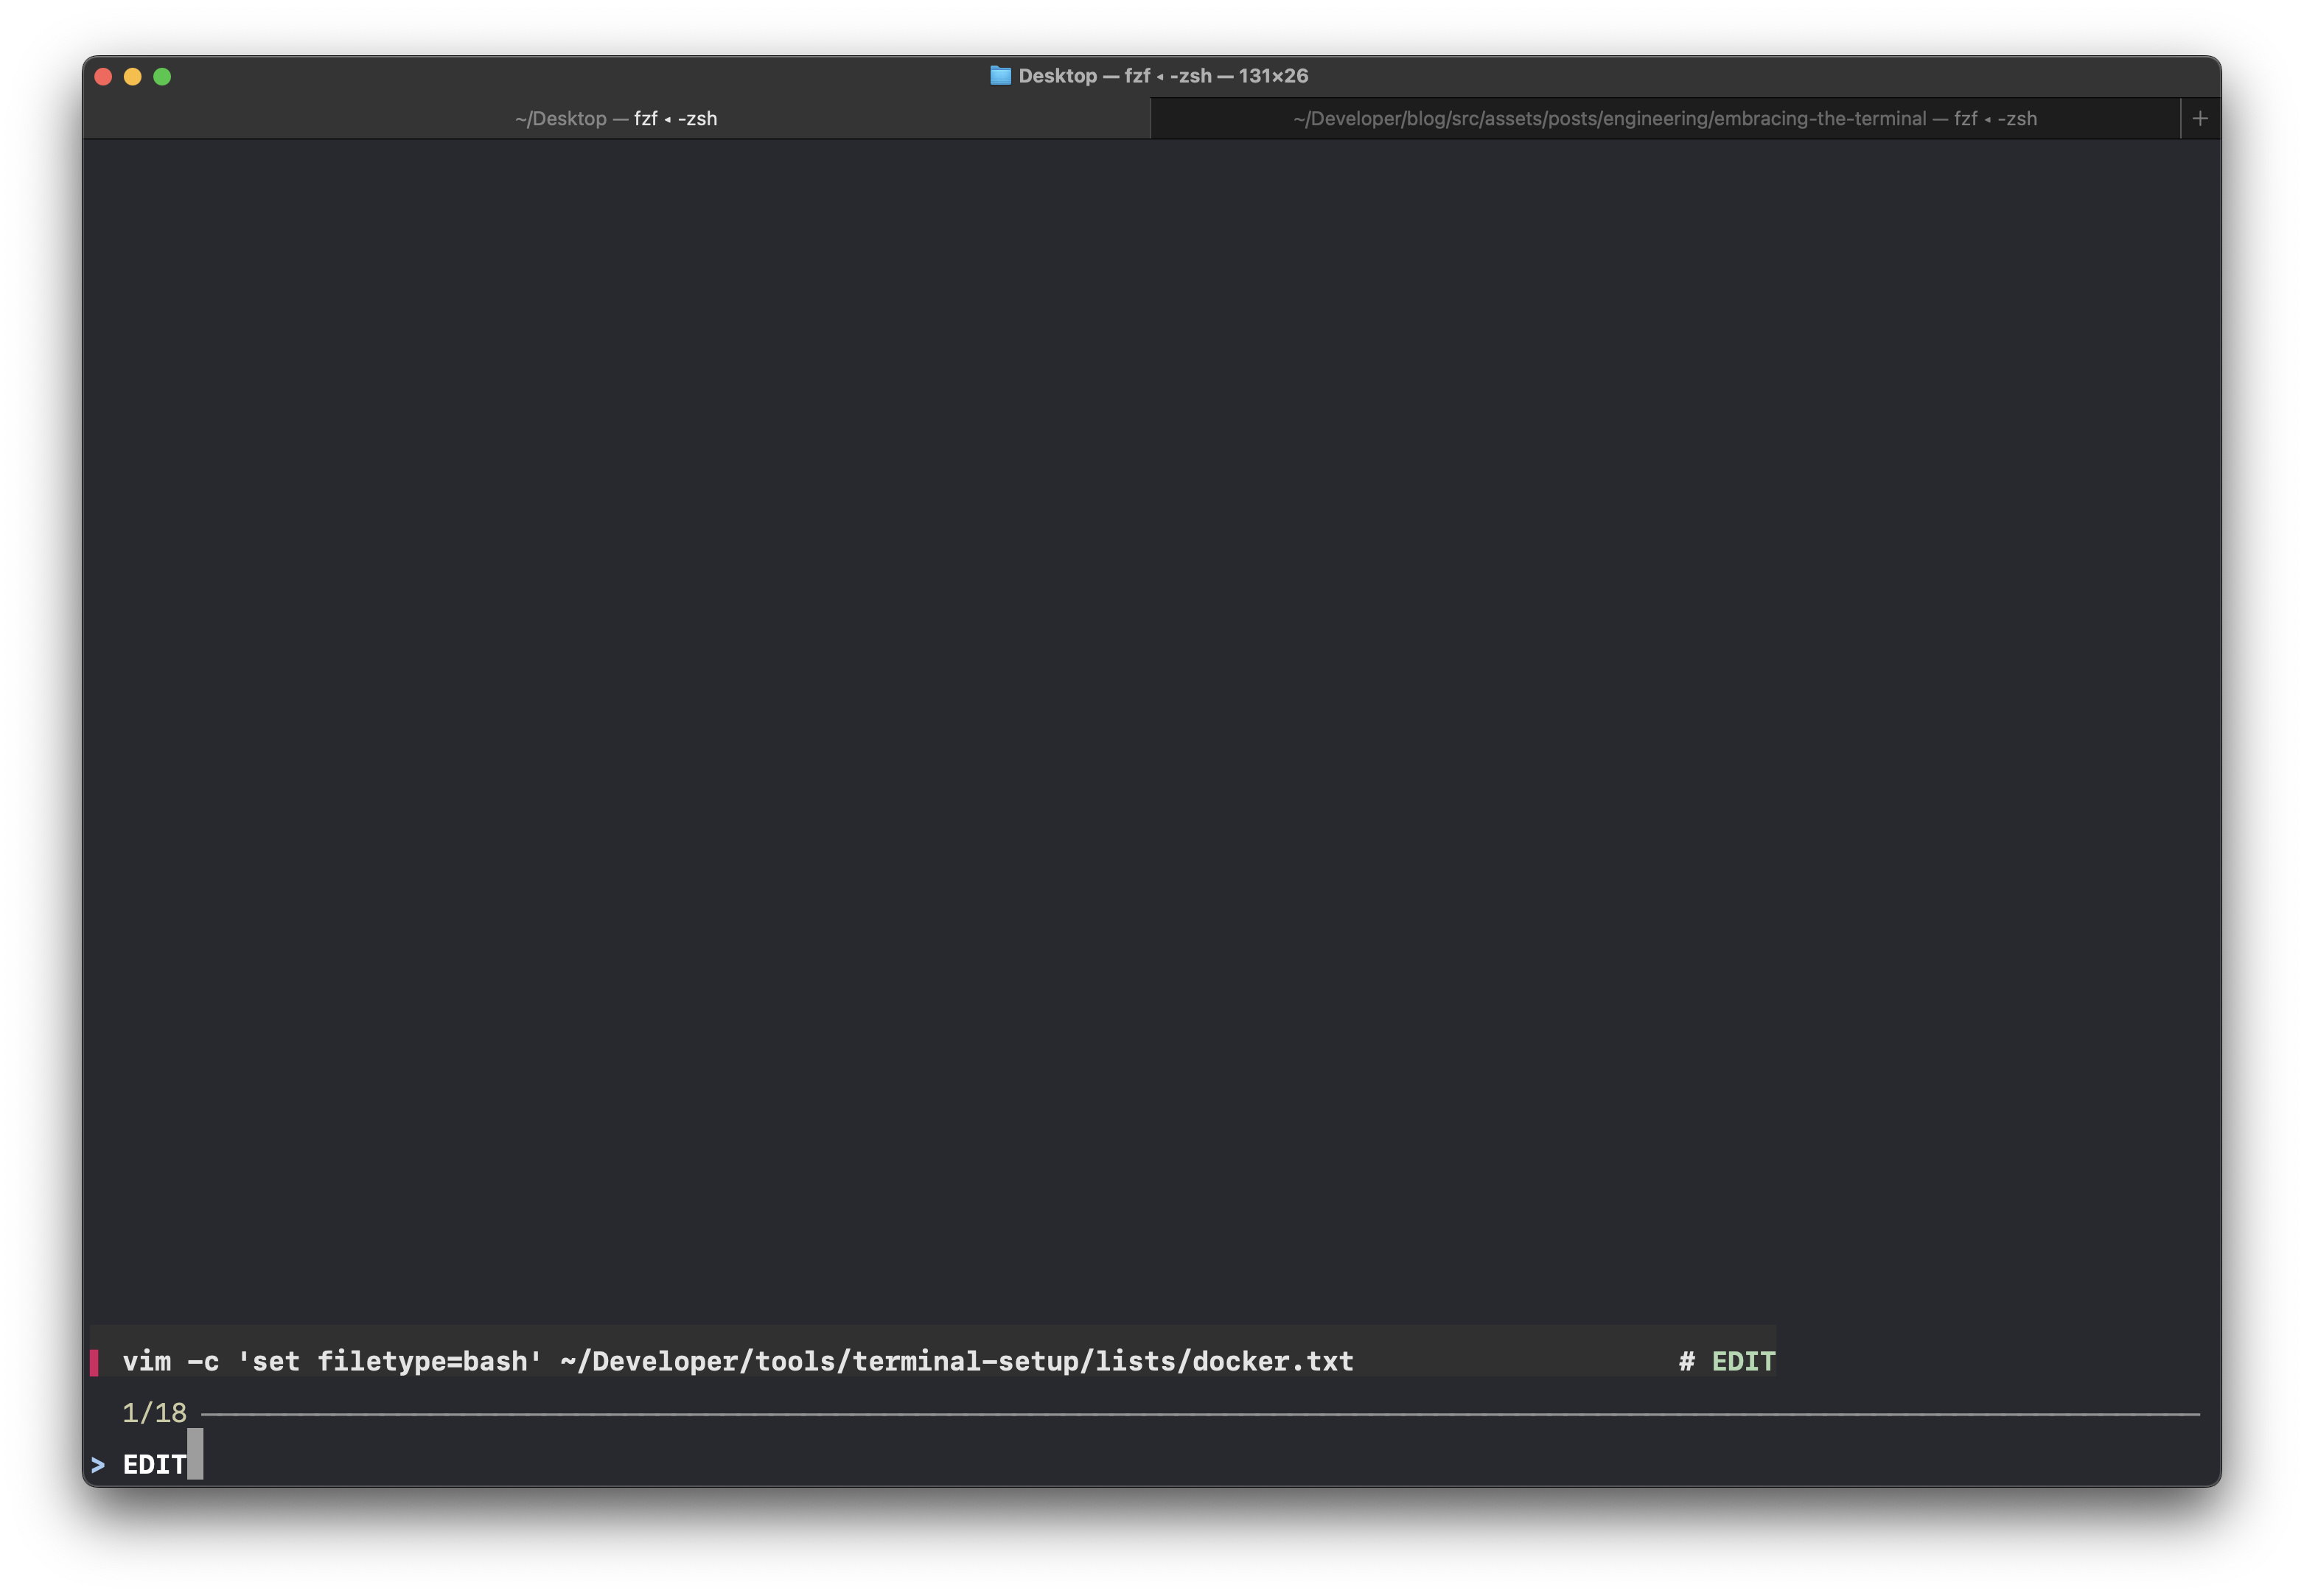 Desktop — fzf ◂ -zsh — 131×26
~/Desktop — fzf ◂ -zsh
~/Developer/blog/src/assets/posts/engineering/embracing-the-terminal — fzf ◂ -zsh
+
vim -c 'set filetype=bash' ~/Developer/tools/terminal-setup/lists/docker.txt # EDIT
1/18
> EDIT